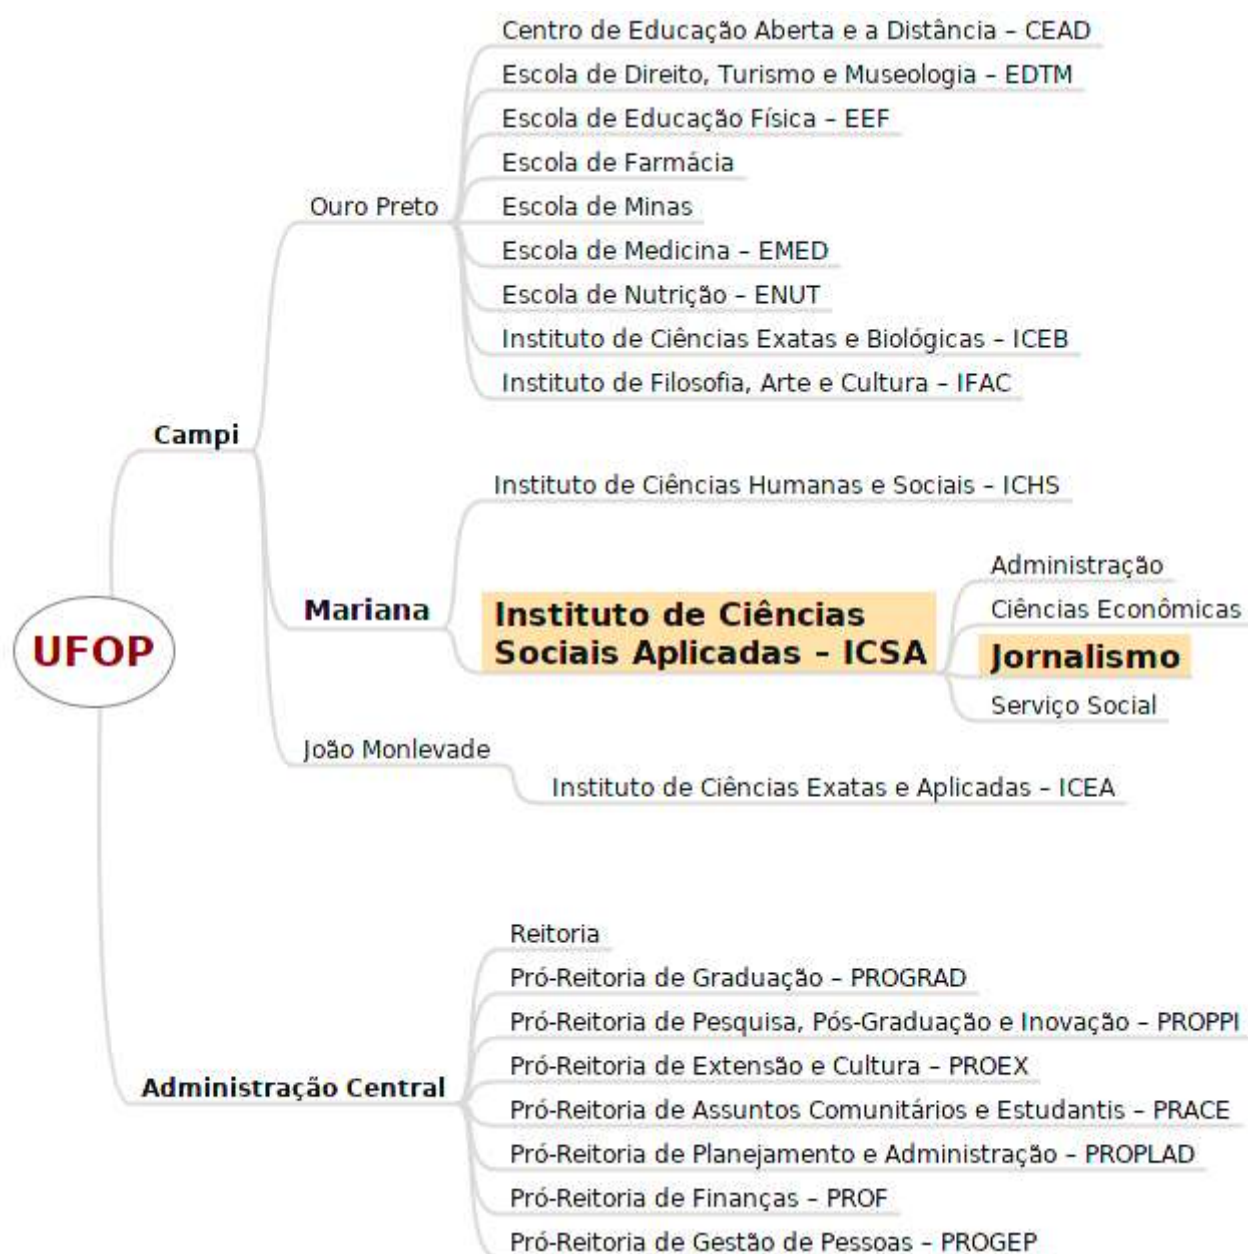 UFOP
Campi
Ouro Preto
Centro de Educação Aberta e a Distância – CEAD
Escola de Direito, Turismo e Museologia – EDTM
Escola de Educação Física – EEF
Escola de Farmácia
Escola de Minas
Escola de Medicina – EMED
Escola de Nutrição – ENUT
Instituto de Ciências Exatas e Biológicas – ICEB
Instituto de Filosofia, Arte e Cultura – IFAC
Mariana
Instituto de Ciências Humanas e Sociais – ICHS
Instituto de Ciências
Sociais Aplicadas – ICSA
Administração
Ciências Econômicas
Jornalismo
Serviço Social
João Monlevade
Instituto de Ciências Exatas e Aplicadas – ICEA
Administração Central
Reitoria
Pró-Reitoria de Graduação – PROGRAD
Pró-Reitoria de Pesquisa, Pós-Graduação e Inovação – PROPPI
Pró-Reitoria de Extensão e Cultura – PROEX
Pró-Reitoria de Assuntos Comunitários e Estudantis – PRACE
Pró-Reitoria de Planejamento e Administração – PROPLAD
Pró-Reitoria de Finanças – PROF
Pró-Reitoria de Gestão de Pessoas – PROGEP